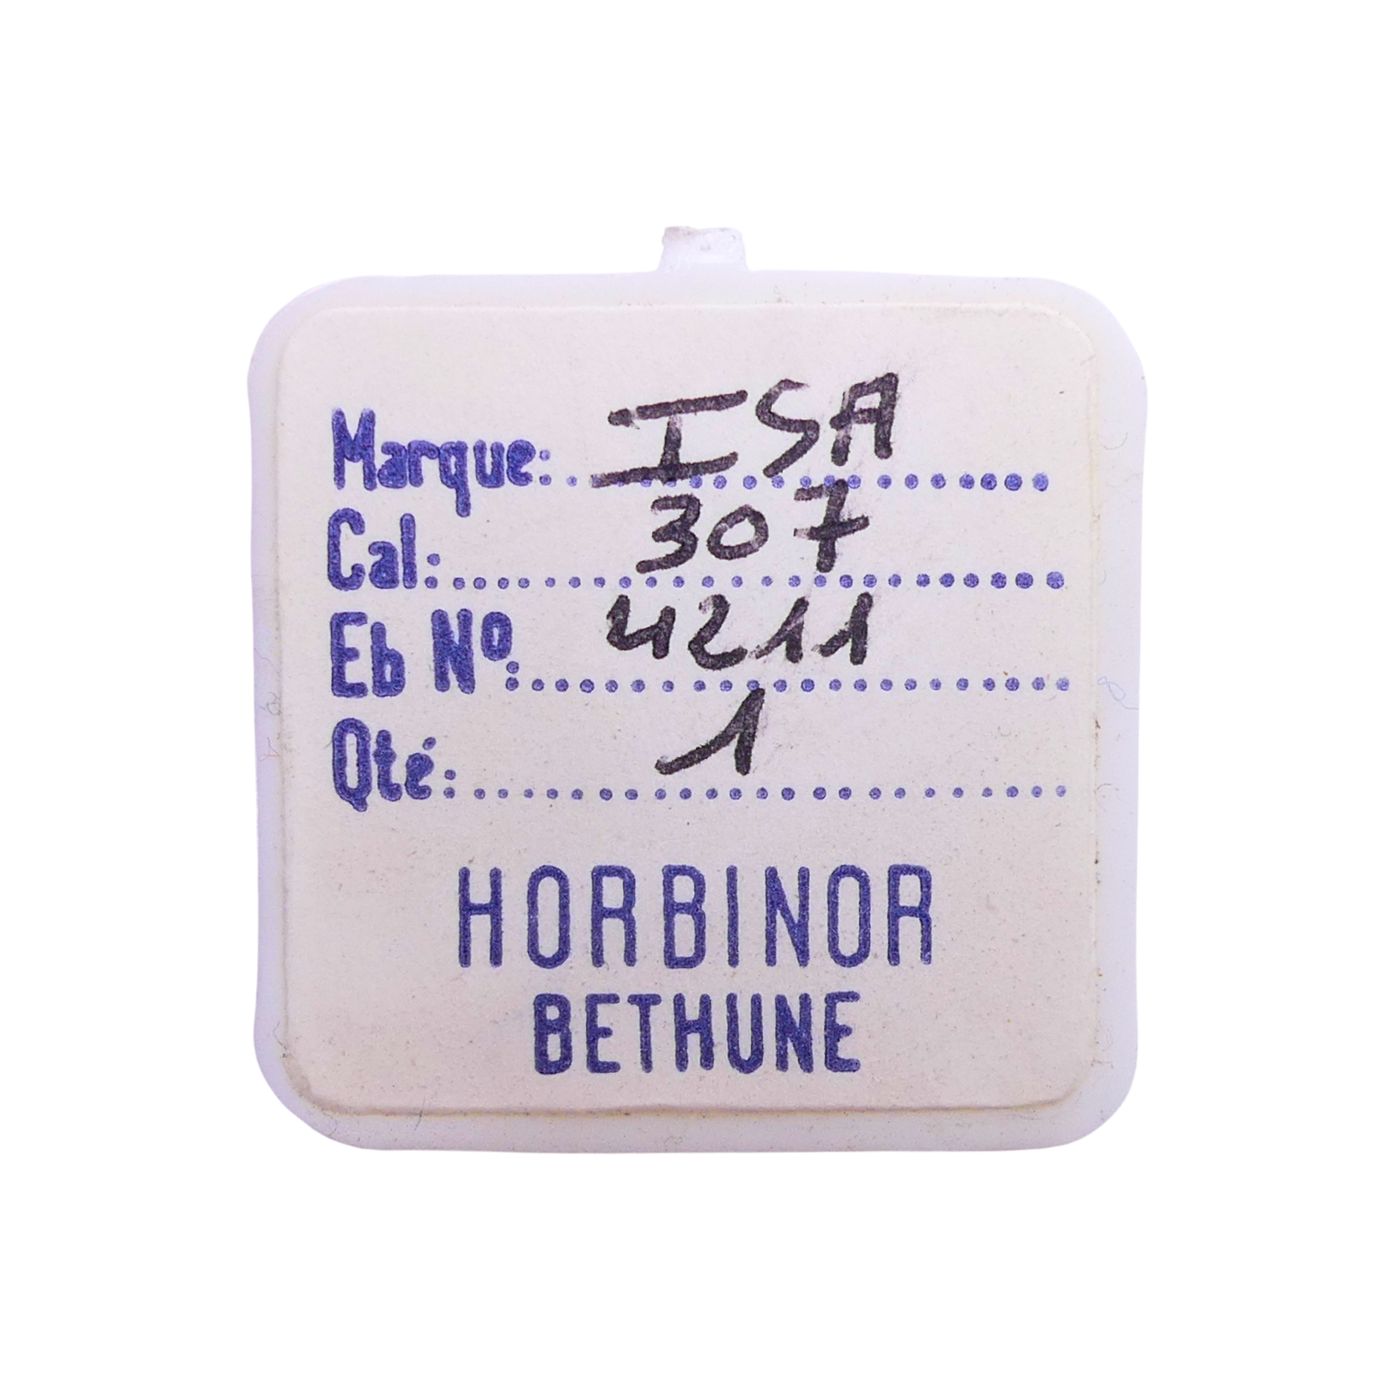 Marque: ISA
Cal: 307
Eb Nº: 4211
Qté: 1
HORBINOR
BETHUNE